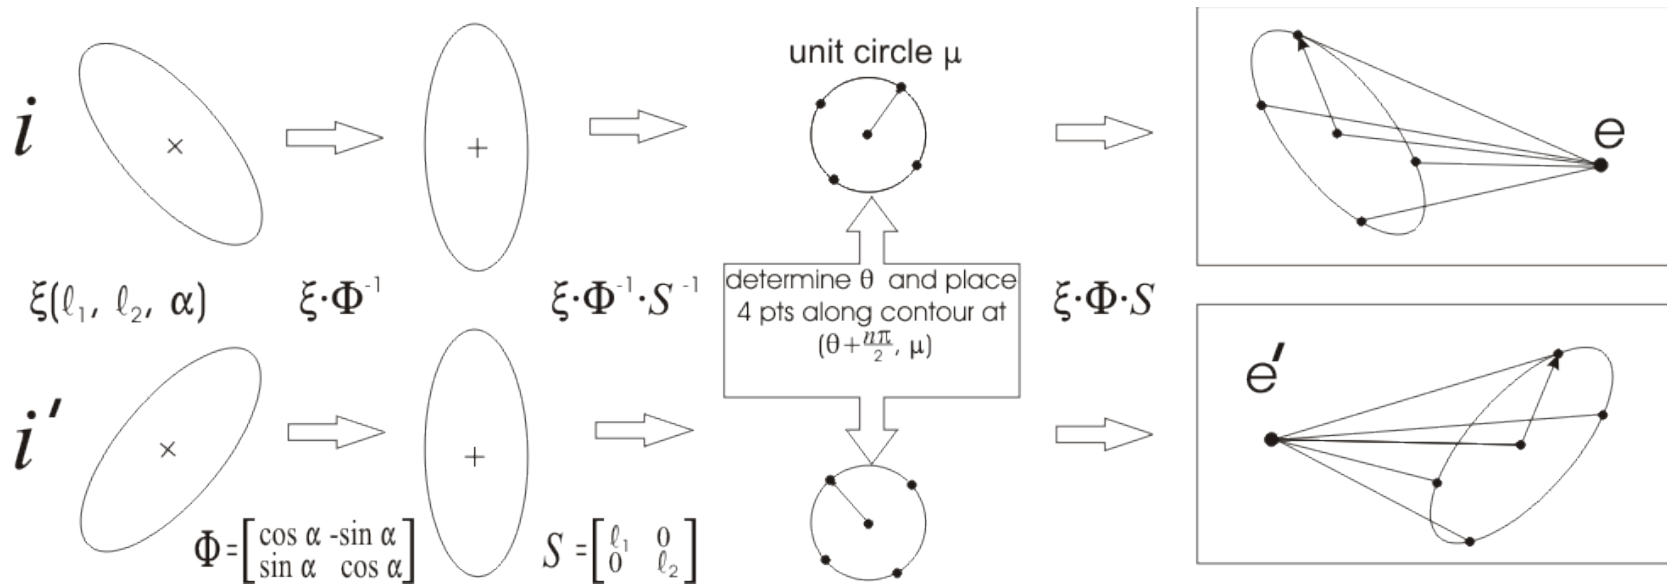 unit circle μ
i
e
ξ(ℓ₁, ℓ₂, α)
ξ·Φ⁻¹
ξ·Φ⁻¹·S⁻¹
determine θ and place
4 pts along contour at
(θ+nπ/2, μ)
ξ·Φ·S
i′
e′
Φ=[cos α -sin α
sin α cos α]
S=[ℓ₁ 0
0 ℓ₂]